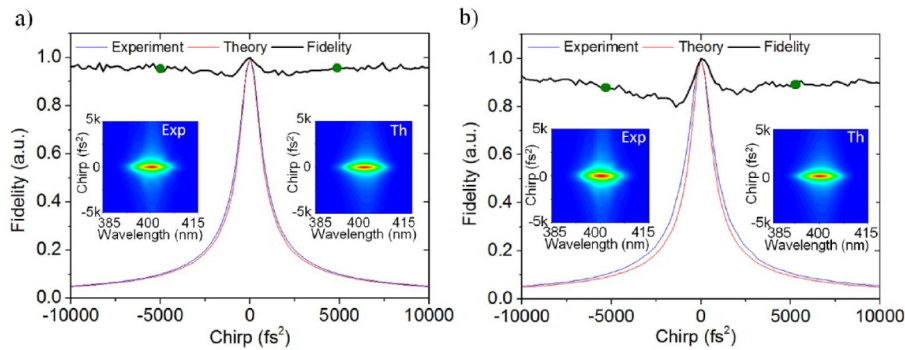 a)
Experiment Theory Fidelity
Fidelity (a.u.)
1.0
0.8
0.6
0.4
0.2
0.0
Exp
Chirp (fs²)
5k
0
-5k
385 400 415
Wavelength (nm)
Th
Chirp (fs²)
5k
0
-5k
385 400 415
Wavelength (nm)
-10000 -5000 0 5000 10000
Chirp (fs²)
b)
Experiment Theory Fidelity
Fidelity (a.u.)
1.0
0.8
0.6
0.4
0.2
0.0
Exp
Chirp (fs²)
5k
0
-5k
385 400 415
Wavelength (nm)
Th
Chirp (fs²)
5k
0
-5k
385 400 415
Wavelength (nm)
-10000 -5000 0 5000 10000
Chirp (fs²)